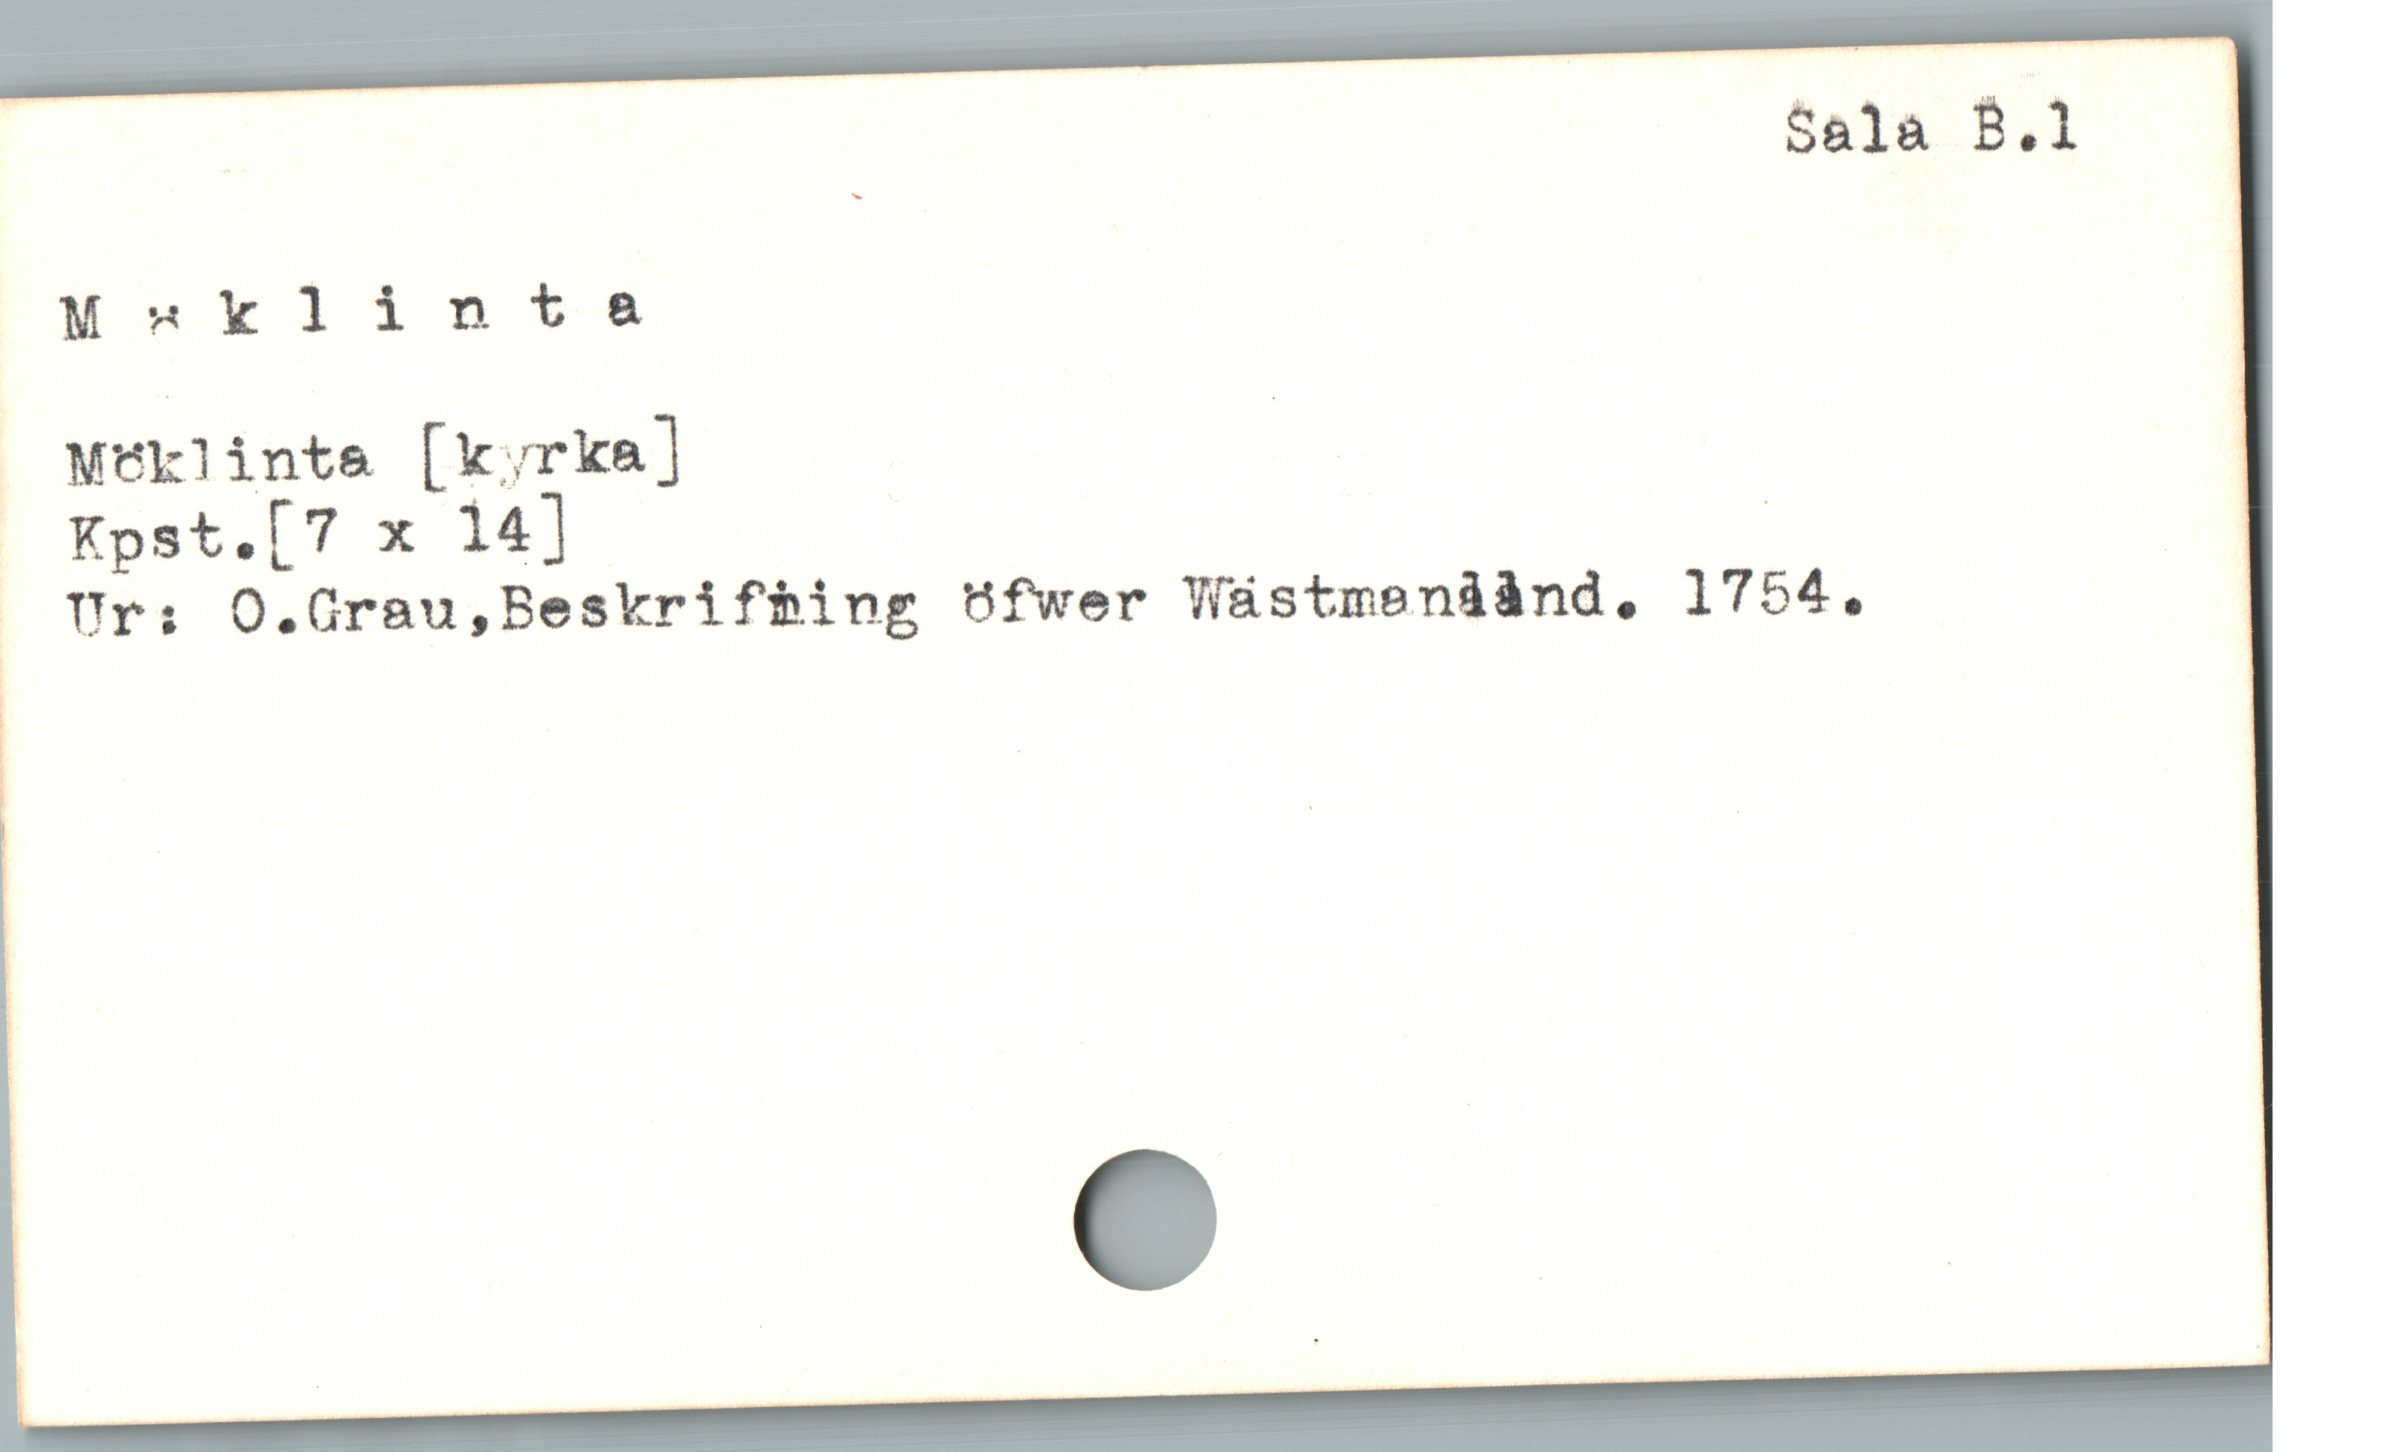 Sala B.1
M ö k l i n t a
Möklinta [kyrka]
Kpst.[7 x 14]
Ur: O.Grau,Beskrifning öfwer Wästmanland. 1754.